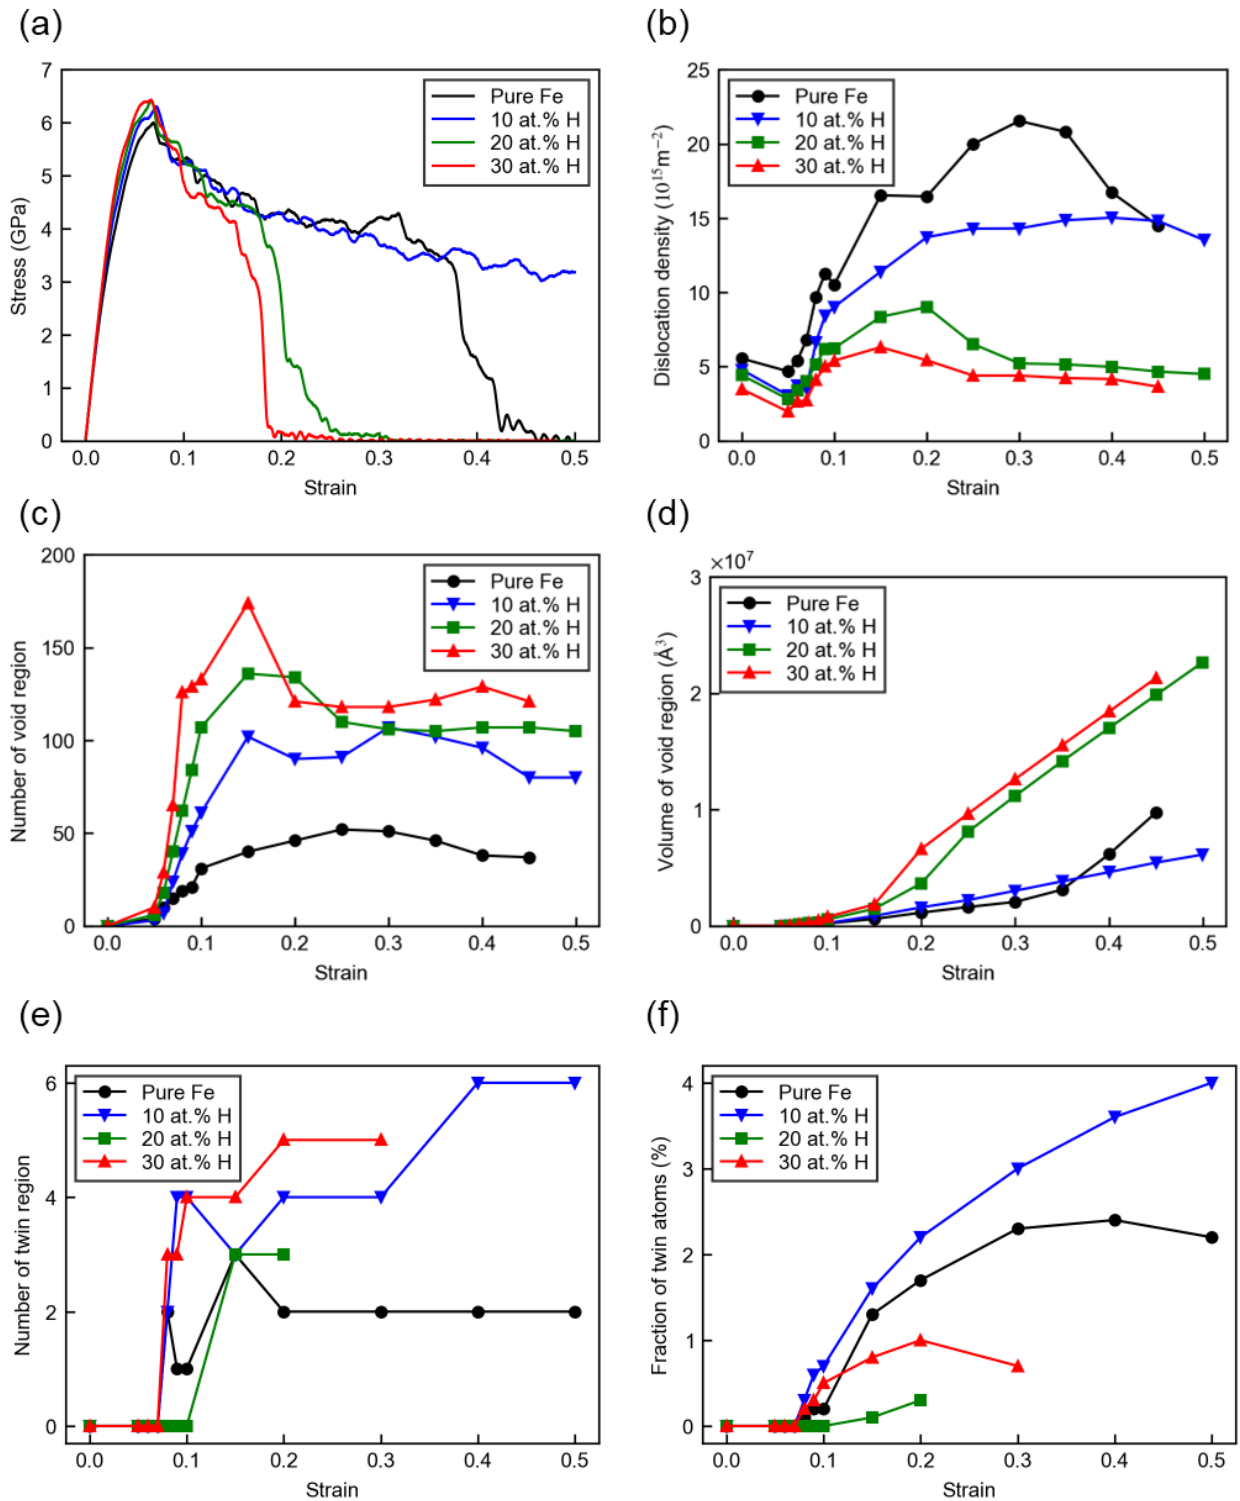 (a)
7
6
5
4
3
2
1
0
Stress (GPa)
Pure Fe
10 at.% H
20 at.% H
30 at.% H
0.0 0.1 0.2 0.3 0.4 0.5
Strain
(b)
25
20
15
10
5
0
Dislocation density (10¹⁵m⁻²)
Pure Fe
10 at.% H
20 at.% H
30 at.% H
0.0 0.1 0.2 0.3 0.4 0.5
Strain
(c)
200
150
100
50
0
Number of void region
Pure Fe
10 at.% H
20 at.% H
30 at.% H
0.0 0.1 0.2 0.3 0.4 0.5
Strain
(d)
×10⁷
3
2
1
0
Volume of void region (Å³)
Pure Fe
10 at.% H
20 at.% H
30 at.% H
0.0 0.1 0.2 0.3 0.4 0.5
Strain
(e)
6
4
2
0
Number of twin region
Pure Fe
10 at.% H
20 at.% H
30 at.% H
0.0 0.1 0.2 0.3 0.4 0.5
Strain
(f)
4
3
2
1
0
Fraction of twin atoms (%)
Pure Fe
10 at.% H
20 at.% H
30 at.% H
0.0 0.1 0.2 0.3 0.4 0.5
Strain